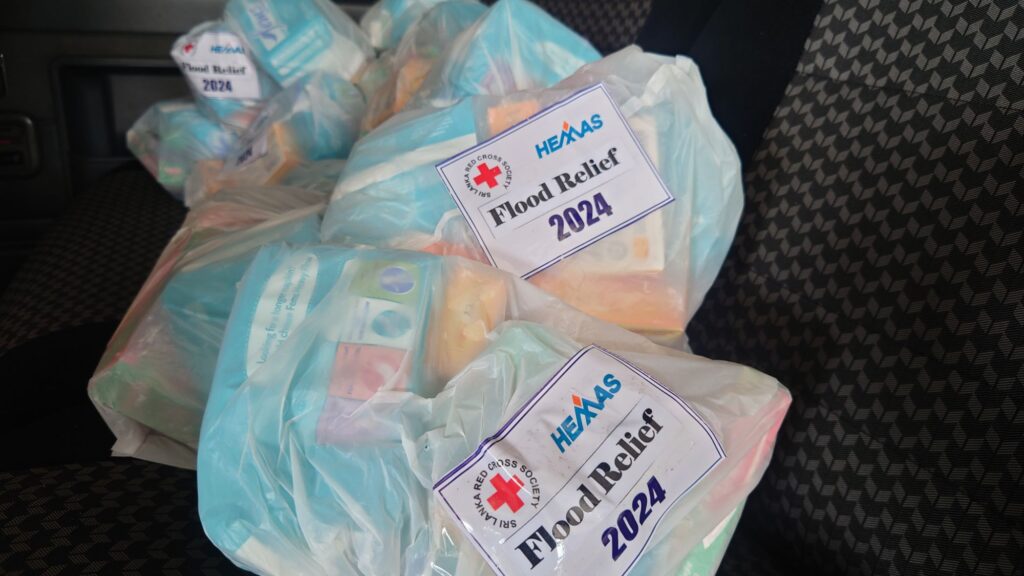 HEMAS
Flood Relief
2024
HEMAS
SRI LANKA RED CROSS SOCIETY
Flood Relief
2024
HEMAS
SRI LANKA RED CROSS SOCIETY
Flood Relief
2024